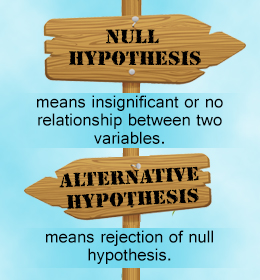 NULL
HYPOTHESIS
means insignificant or no
relationship between two
variables.
ALTERNATIVE
HYPOTHESIS
means rejection of null
hypothesis.